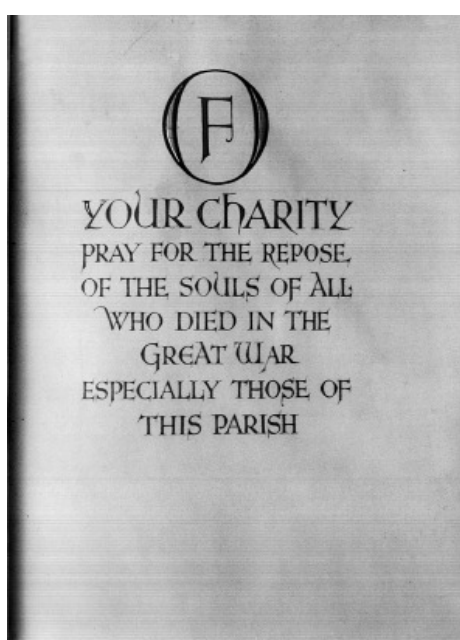 OF
YOUR CHARITY
PRAY FOR THE REPOSE
OF THE SOULS OF ALL
WHO DIED IN THE
GREAT WAR
ESPECIALLY THOSE OF
THIS PARISH